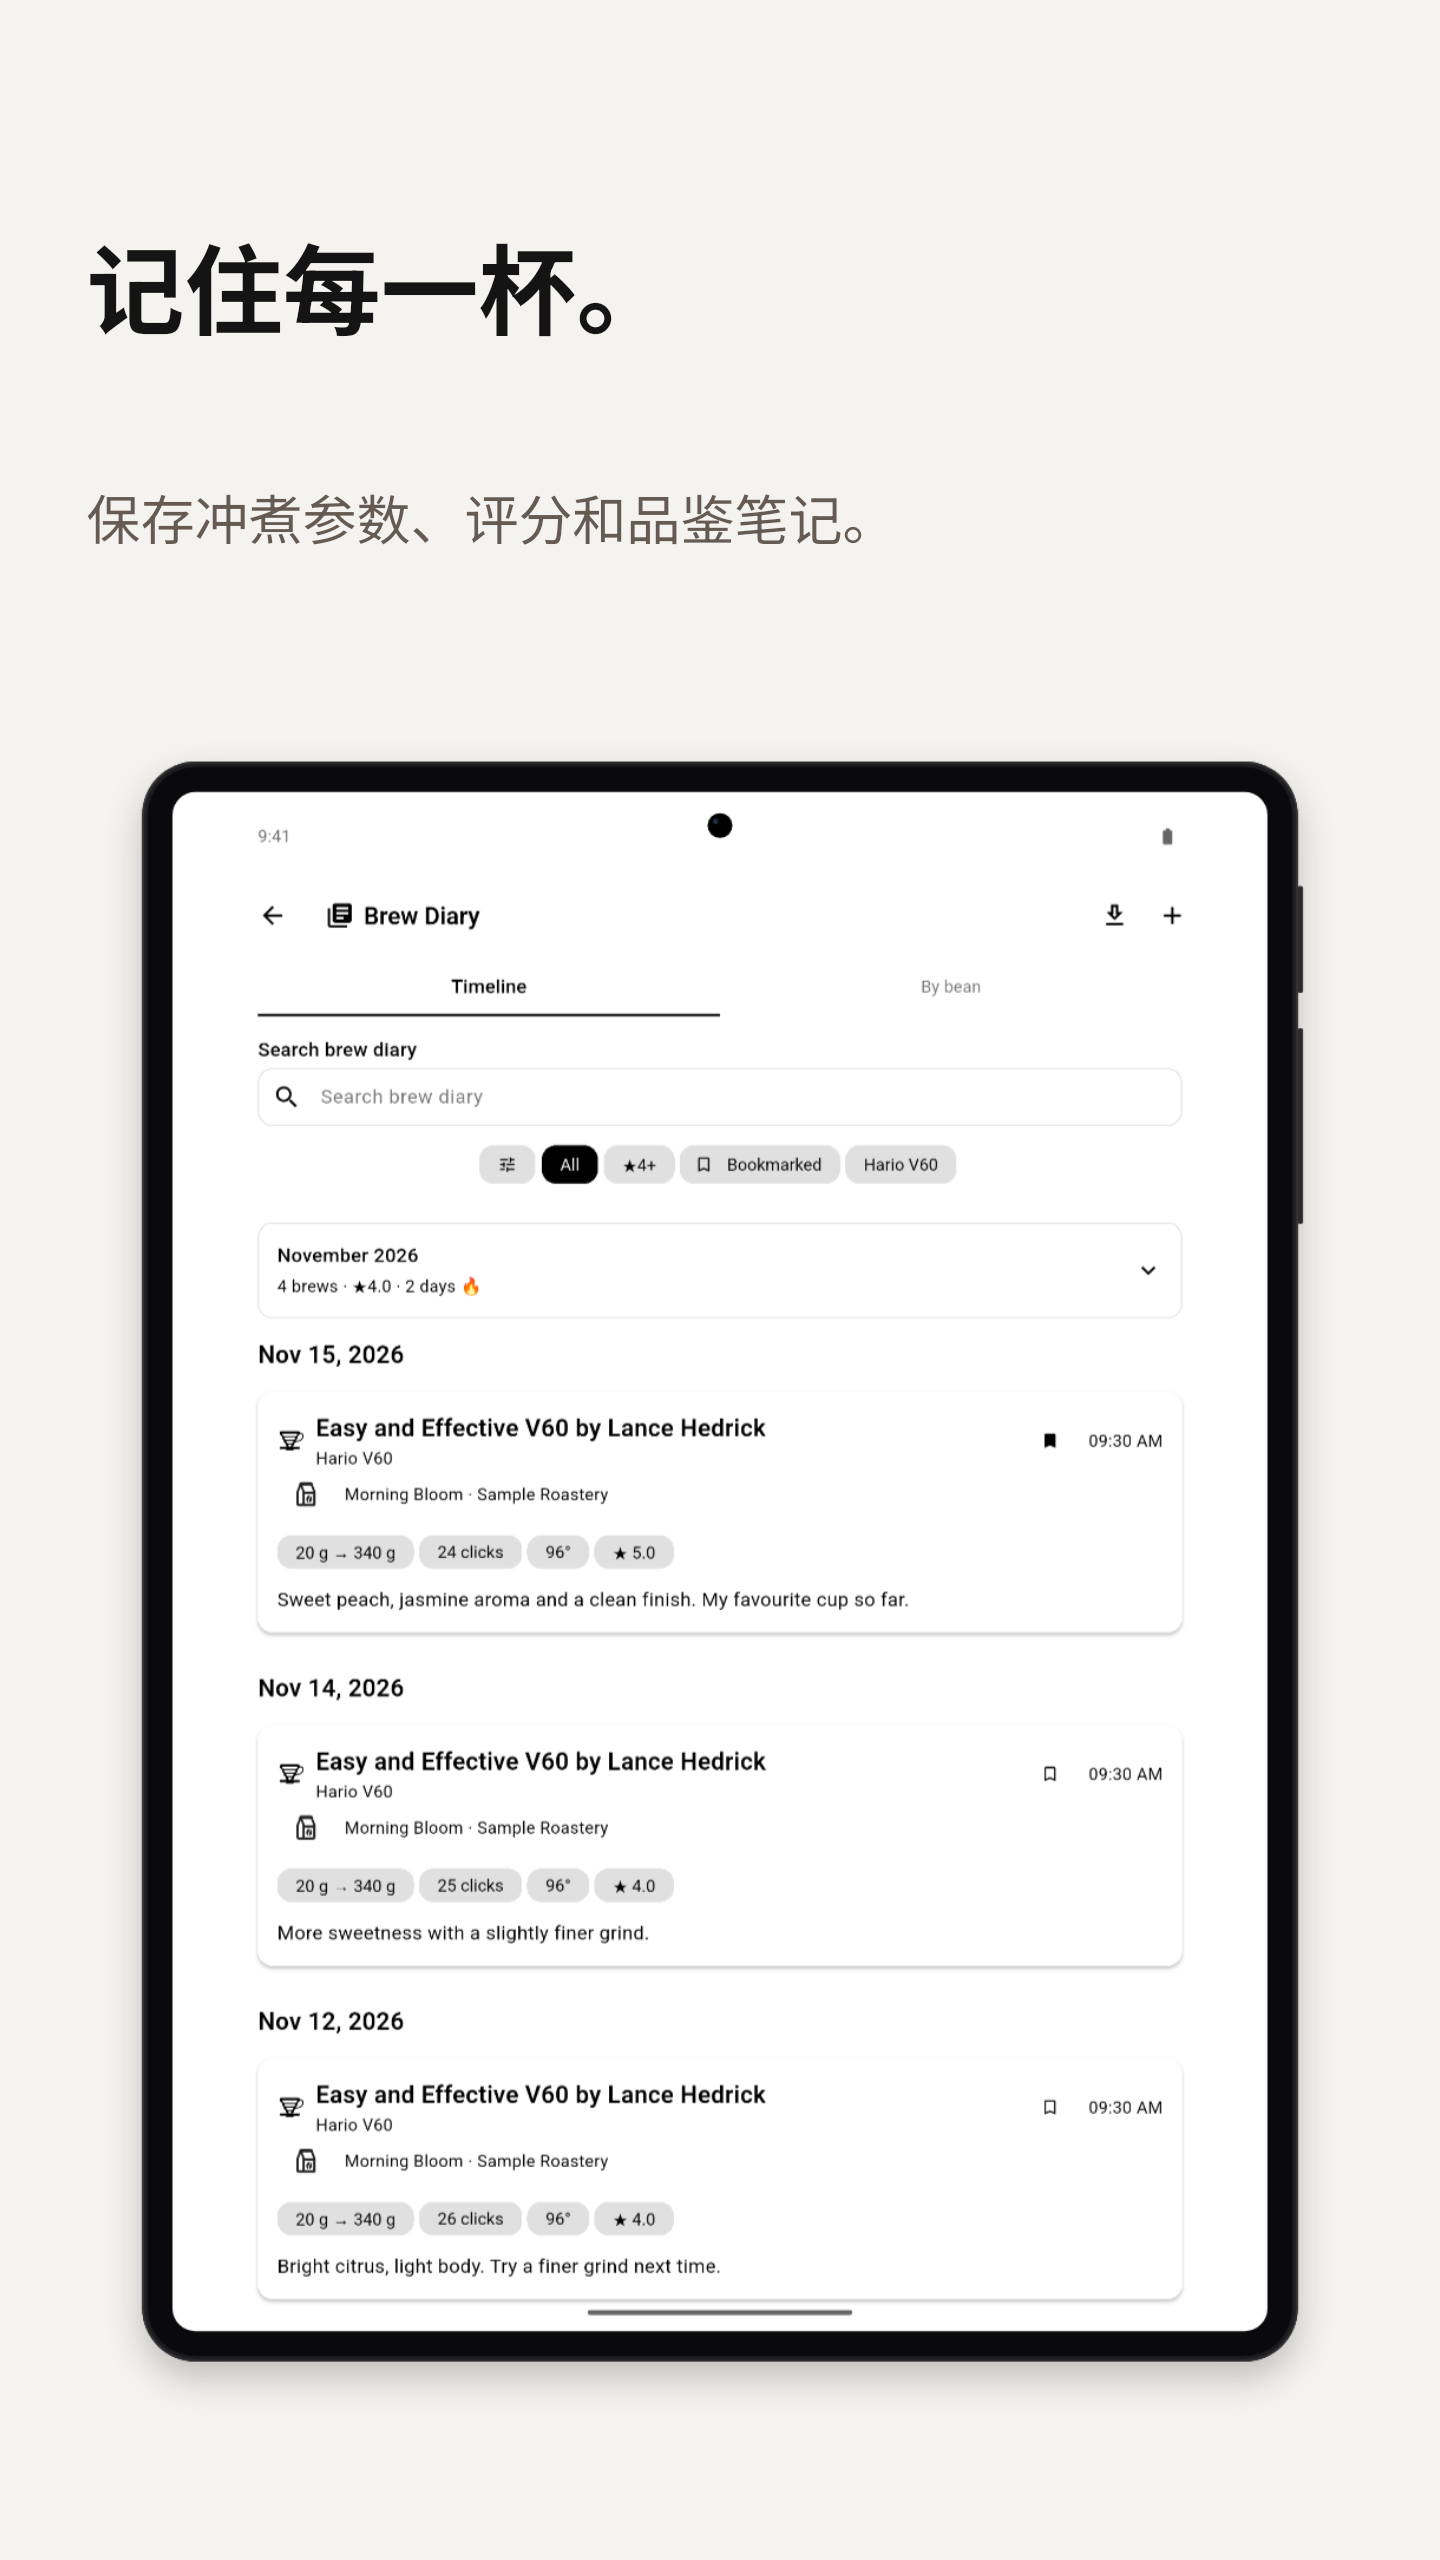 记住每一杯。
保存冲煮参数、评分和品鉴笔记。
9:41
Brew Diary
Timeline
By bean
Search brew diary
Search brew diary
All
★4+
Bookmarked
Hario V60
November 2026
4 brews · ★4.0 · 2 days 🔥
Nov 15, 2026
Easy and Effective V60 by Lance Hedrick
09:30 AM
Hario V60
Morning Bloom · Sample Roastery
20 g → 340 g
24 clicks
96°
★ 5.0
Sweet peach, jasmine aroma and a clean finish. My favourite cup so far.
Nov 14, 2026
Easy and Effective V60 by Lance Hedrick
09:30 AM
Hario V60
Morning Bloom · Sample Roastery
20 g → 340 g
25 clicks
96°
★ 4.0
More sweetness with a slightly finer grind.
Nov 12, 2026
Easy and Effective V60 by Lance Hedrick
09:30 AM
Hario V60
Morning Bloom · Sample Roastery
20 g → 340 g
26 clicks
96°
★ 4.0
Bright citrus, light body. Try a finer grind next time.